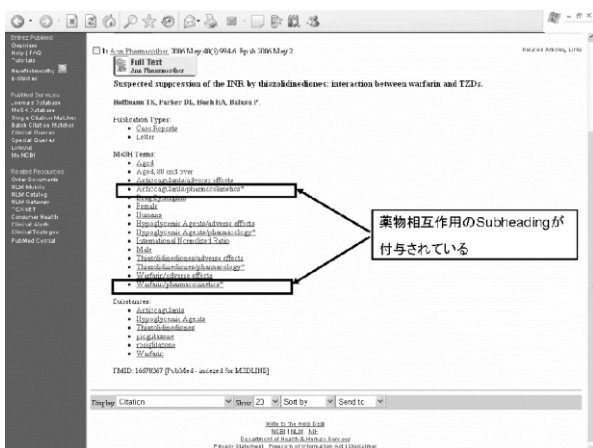 Entrez PubMed
Overview
Help | FAQ
Tutorials
New/Noteworthy
E-Utilities
PubMed Services
Journals Database
MeSH Database
Single Citation Matcher
Batch Citation Matcher
Clinical Queries
Special Queries
LinkOut
My NCBI
Related Resources
Order Documents
NLM Mobile
NLM Catalog
NLM Gateway
TOXNET
Consumer Health
Clinical Alerts
ClinicalTrials.gov
PubMed Central
1: Ann Pharmacother. 2006 May;40(5):994-6. Epub 2006 May 2.
Related Articles, Links
Full Text
Ann Pharmacother
Suspected suppression of the INR by thiazolidinediones: interaction between warfarin and TZDs.
Publication Types:
Case Reports
Letter
MeSH Terms:
Aged
Aged, 80 and over
Anticoagulants/adverse effects
Anticoagulants/pharmacokinetics*
Female
Humans
Hypoglycemic Agents/adverse effects
Hypoglycemic Agents/pharmacology*
International Normalized Ratio
Male
Thiazolidinediones/adverse effects
Thiazolidinediones/pharmacology*
Warfarin/adverse effects
Warfarin/pharmacokinetics*
薬物相互作用のSubheadingが
付与されている
Substances:
Anticoagulants
Hypoglycemic Agents
Thiazolidinediones
pioglitazone
rosiglitazone
Warfarin
PMID: 16670367 [PubMed - indexed for MEDLINE]
Display Citation Show 20 Sort by Send to
Write to the Help Desk
NCBI | NLM | NIH
Department of Health & Human Services
Privacy Statement | Freedom of Information Act | Disclaimer